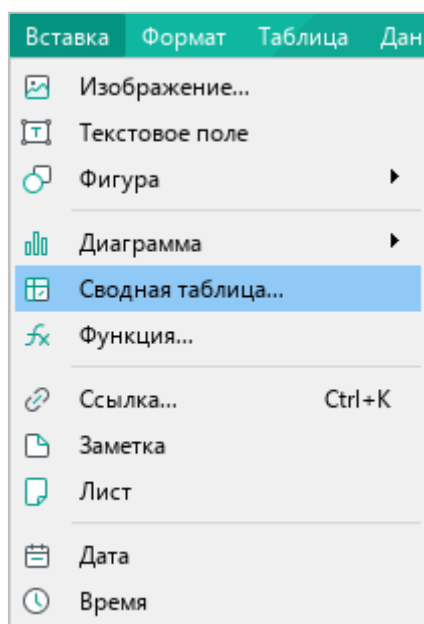 Вставка Формат Таблица Дан
Изображение...
Текстовое поле
Фигура
Диаграмма
Сводная таблица...
Функция...
Ссылка... Ctrl+K
Заметка
Лист
Дата
Время